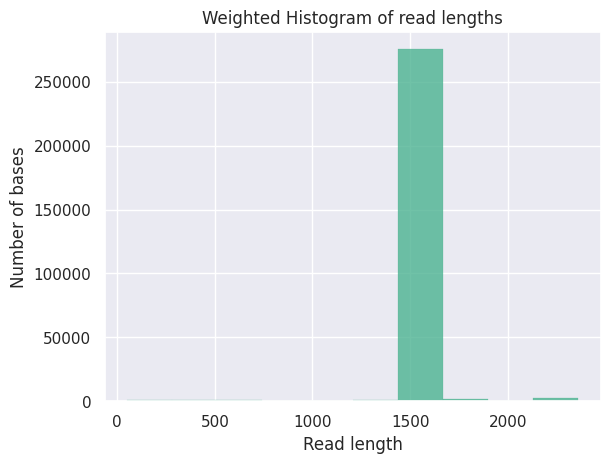 Weighted Histogram of read lengths
Number of bases
250000
200000
150000
100000
50000
0
0 500 1000 1500 2000
Read length